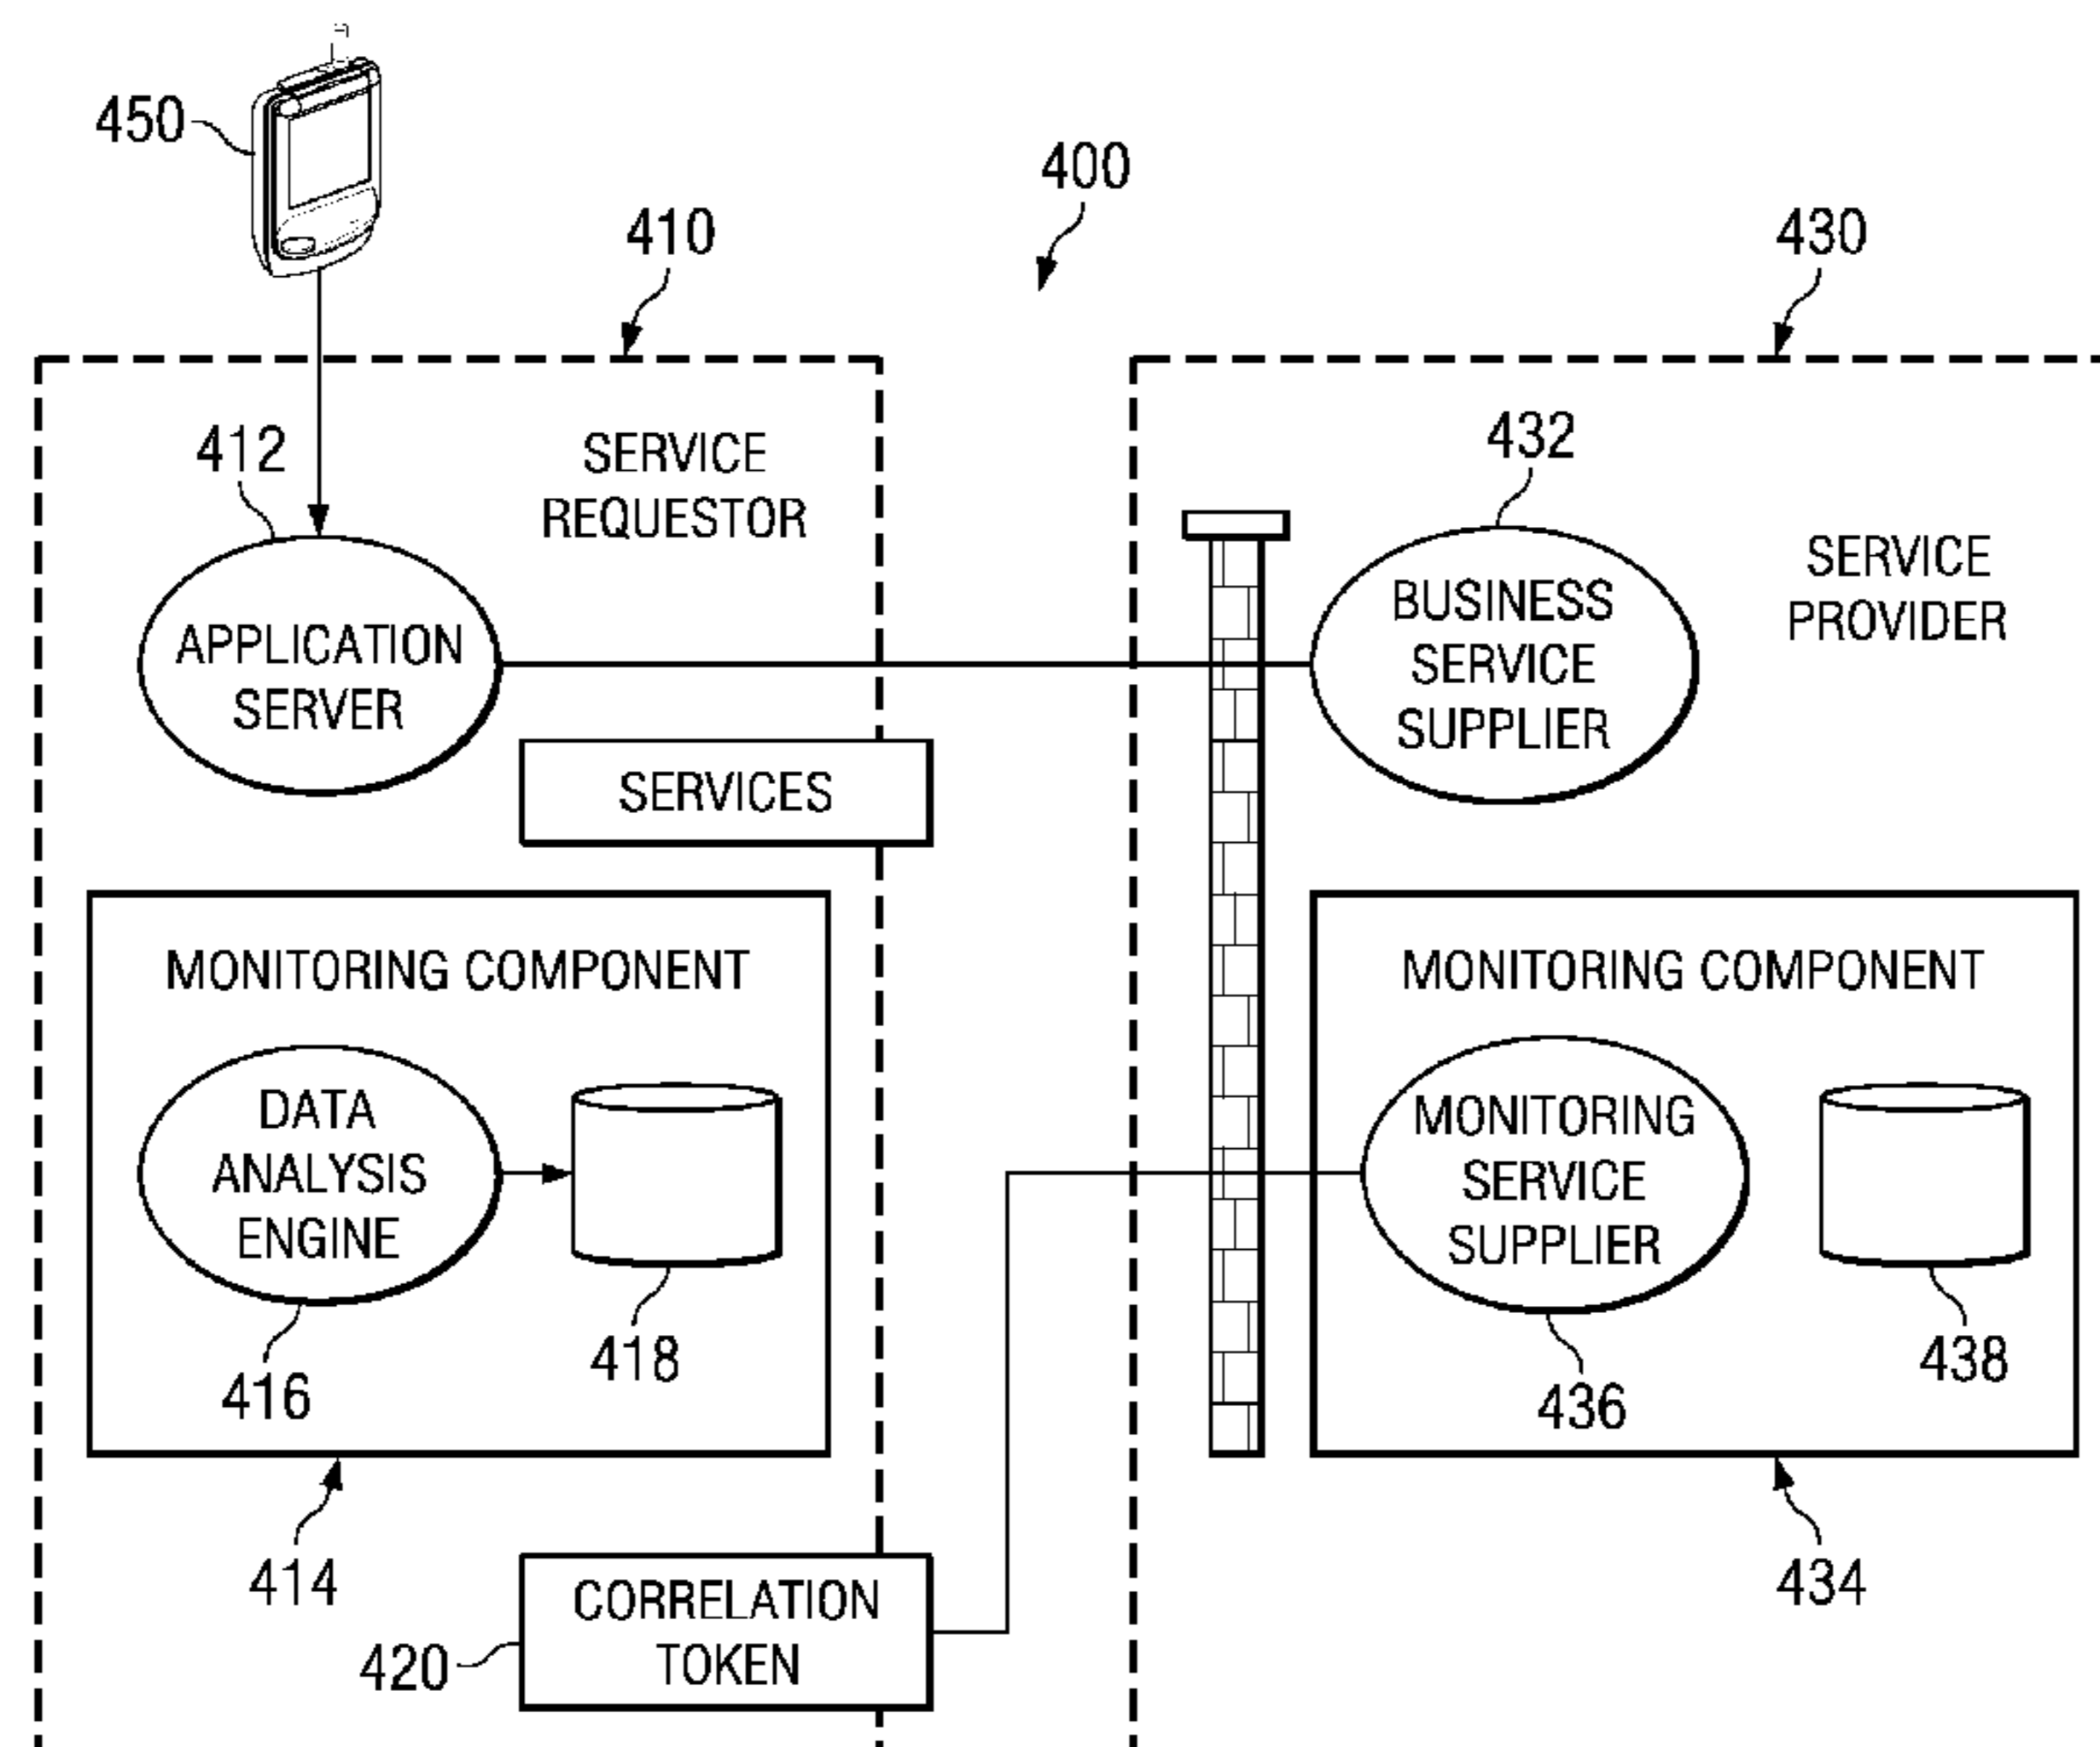 450
400
410
430
412
SERVICE
REQUESTOR
432
SERVICE
PROVIDER
APPLICATION
SERVER
BUSINESS
SERVICE
SUPPLIER
SERVICES
MONITORING COMPONENT
MONITORING COMPONENT
DATA
ANALYSIS
ENGINE
MONITORING
SERVICE
SUPPLIER
416
418
436
438
414
434
CORRELATION
TOKEN
420